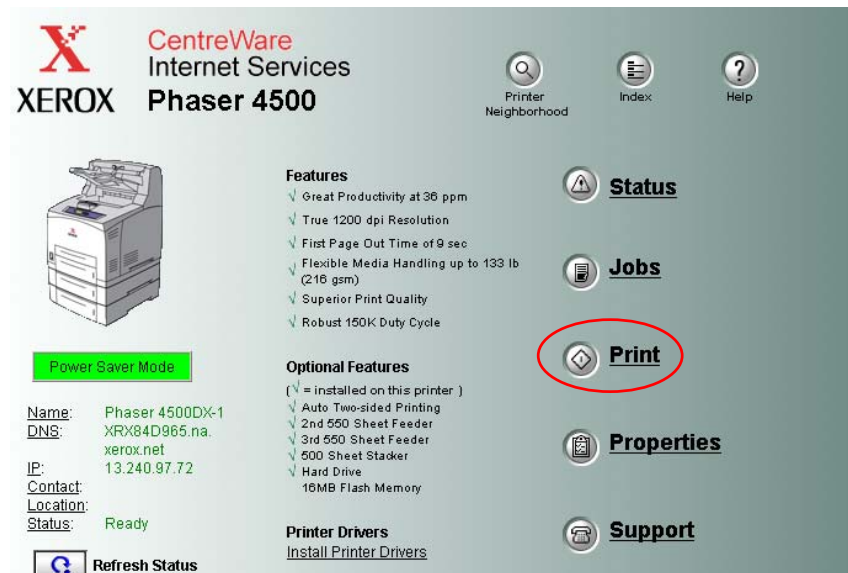 CentreWare
Internet Services
XEROX Phaser 4500
Printer
Neighborhood
Index
Help
Features
√ Great Productivity at 36 ppm
√ True 1200 dpi Resolution
√ First Page Out Time of 9 sec
√ Flexible Media Handling up to 133 lb
(216 gsm)
√ Superior Print Quality
√ Robust 150K Duty Cycle
Optional Features
(√ = installed on this printer )
√ Auto Two-sided Printing
√ 2nd 550 Sheet Feeder
√ 3rd 550 Sheet Feeder
√ 500 Sheet Stacker
√ Hard Drive
16MB Flash Memory
Printer Drivers
Install Printer Drivers
Power Saver Mode
Name: Phaser 4500DX-1
DNS: XRX84D965.na.
xerox.net
IP: 13.240.97.72
Contact:
Location:
Status: Ready
Refresh Status
Status
Jobs
Print
Properties
Support